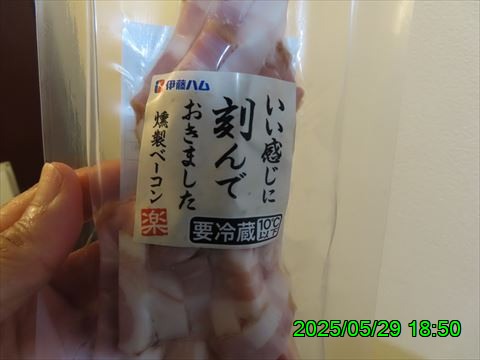 伊藤ハム
いい感じに
刻んで
おきました
燻製ベーコン
楽
要冷蔵 10℃以下
2025/05/29 18:50